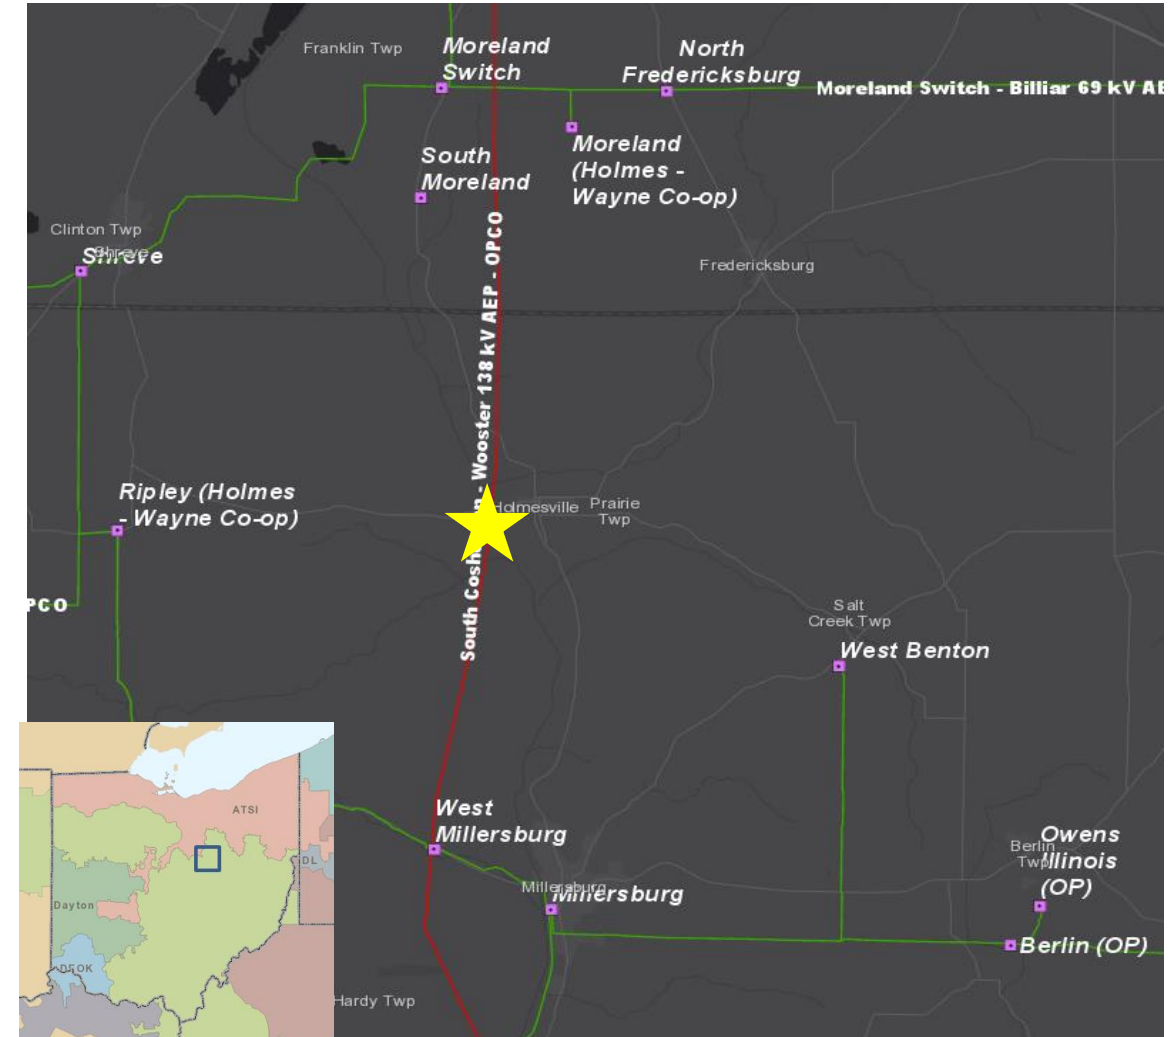 Franklin Twp
Moreland
Switch
North
Fredericksburg
Moreland Switch - Billiar 69 kV AE
Moreland
(Holmes -
Wayne Co-op)
South
Moreland
Clinton Twp
Shreve
Shreve
Fredericksburg
South Cosh n - Wooster 138 kV AEP - OPCO
Ripley (Holmes
- Wayne Co-op)
Holmesville
Prairie
Twp
PCO
Salt
Creek Twp
West Benton
West
Millersburg
Millersburg
Millersburg
Berlin
Twp
Owens
Illinois
(OP)
Berlin (OP)
Hardy Twp
ATSI
DL
Dayton
DEOK